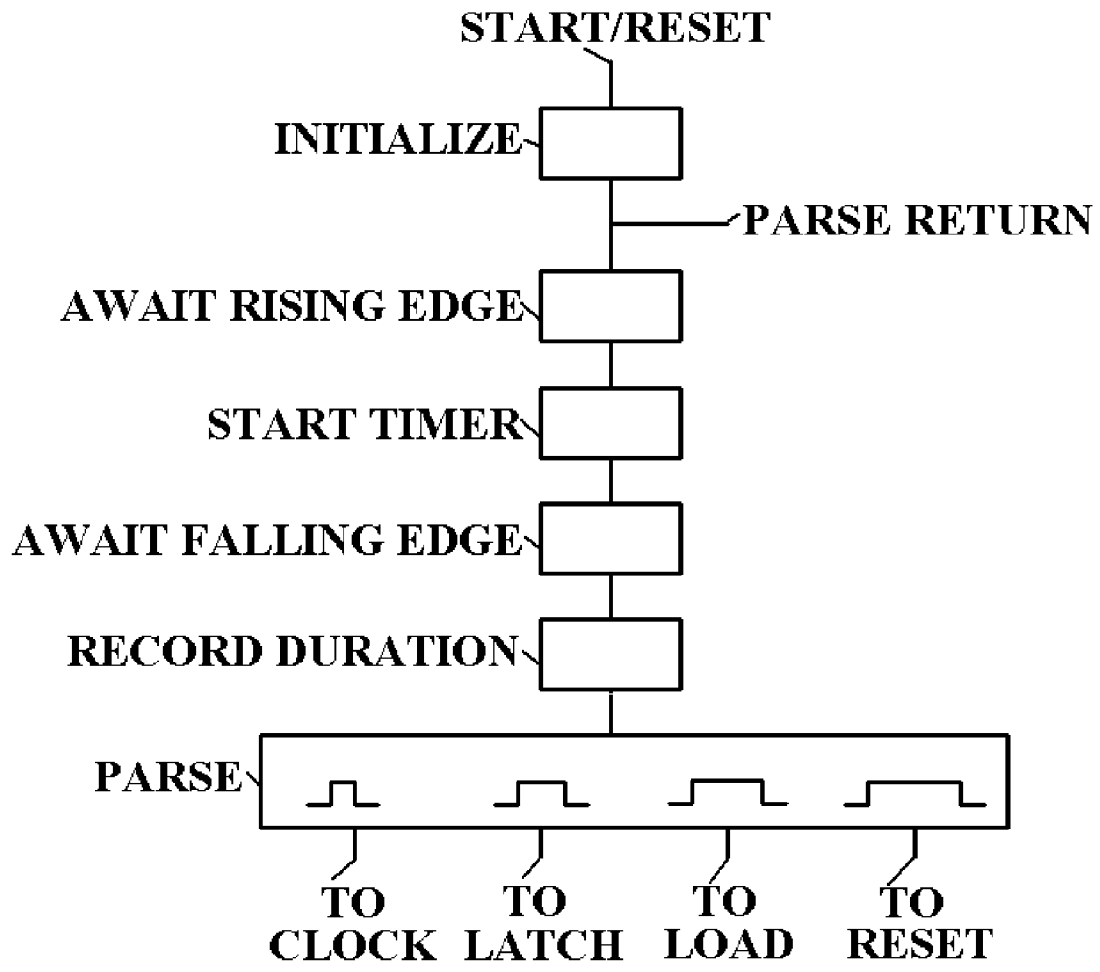 START/RESET
INITIALIZE
PARSE RETURN
AWAIT RISING EDGE
START TIMER
AWAIT FALLING EDGE
RECORD DURATION
PARSE
TO
CLOCK
TO
LATCH
TO
LOAD
TO
RESET